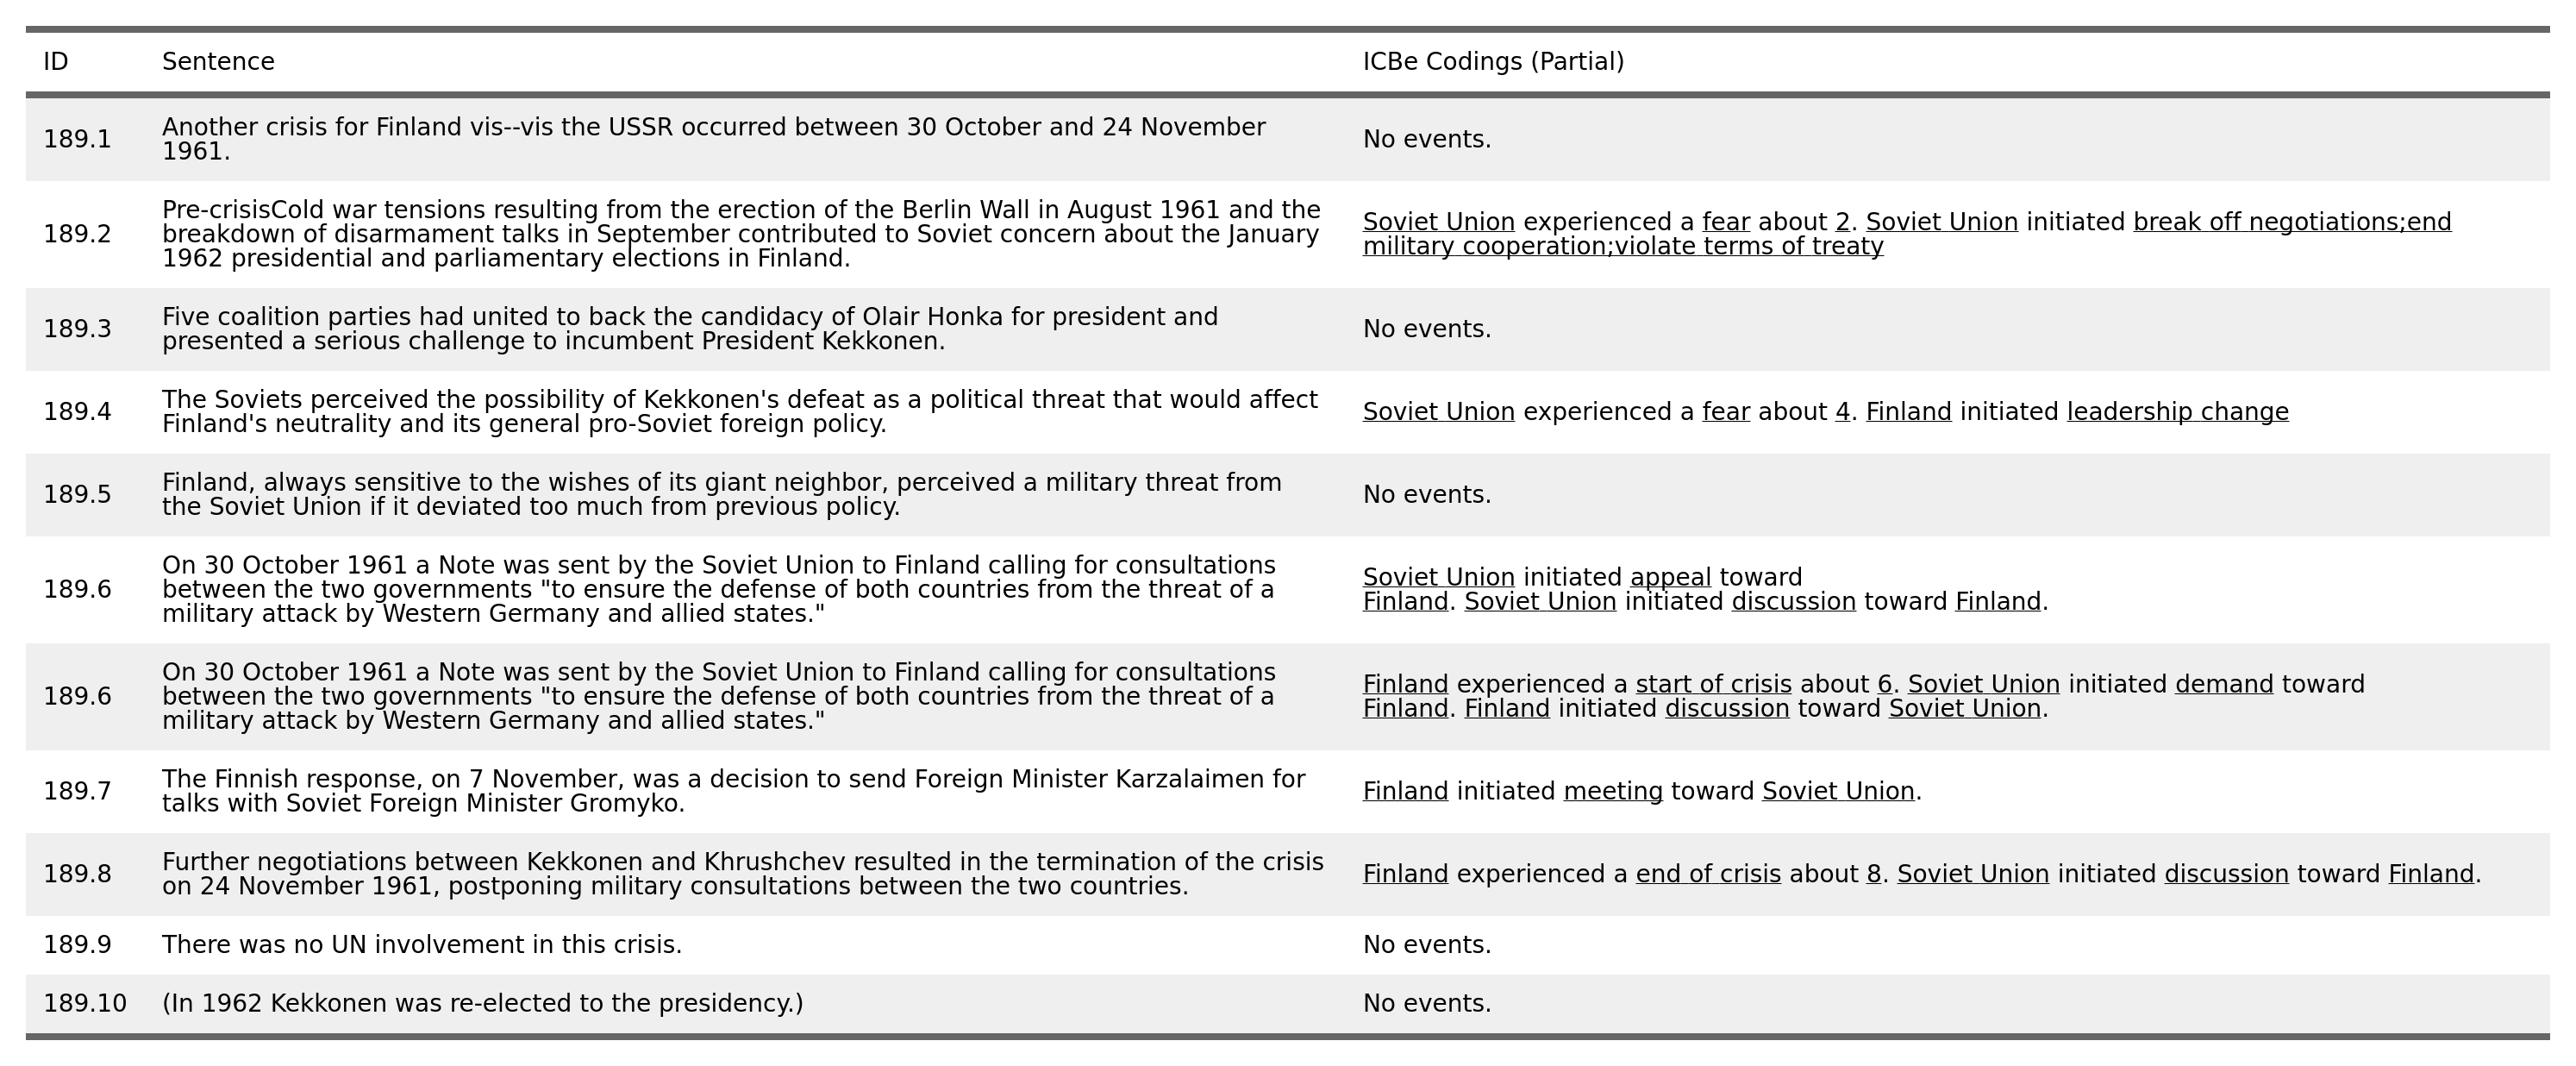 ID Sentence ICBe Codings (Partial)
189.1 Another crisis for Finland vis--vis the USSR occurred between 30 October and 24 November
1961. No events.
189.2 Pre-crisisCold war tensions resulting from the erection of the Berlin Wall in August 1961 and the
breakdown of disarmament talks in September contributed to Soviet concern about the January
1962 presidential and parliamentary elections in Finland.
Soviet Union experienced a fear about 2. Soviet Union initiated break off negotiations;end
military cooperation;violate terms of treaty
189.3 Five coalition parties had united to back the candidacy of Olair Honka for president and
presented a serious challenge to incumbent President Kekkonen.
No events.
189.4 The Soviets perceived the possibility of Kekkonen's defeat as a political threat that would affect
Finland's neutrality and its general pro-Soviet foreign policy.
Soviet Union experienced a fear about 4. Finland initiated leadership change
189.5 Finland, always sensitive to the wishes of its giant neighbor, perceived a military threat from
the Soviet Union if it deviated too much from previous policy.
No events.
189.6 On 30 October 1961 a Note was sent by the Soviet Union to Finland calling for consultations
between the two governments "to ensure the defense of both countries from the threat of a
military attack by Western Germany and allied states."
Soviet Union initiated appeal toward
Finland. Soviet Union initiated discussion toward Finland.
189.6 On 30 October 1961 a Note was sent by the Soviet Union to Finland calling for consultations
between the two governments "to ensure the defense of both countries from the threat of a
military attack by Western Germany and allied states."
Finland experienced a start of crisis about 6. Soviet Union initiated demand toward
Finland. Finland initiated discussion toward Soviet Union.
189.7 The Finnish response, on 7 November, was a decision to send Foreign Minister Karzalaimen for
talks with Soviet Foreign Minister Gromyko.
Finland initiated meeting toward Soviet Union.
189.8 Further negotiations between Kekkonen and Khrushchev resulted in the termination of the crisis
on 24 November 1961, postponing military consultations between the two countries.
Finland experienced a end of crisis about 8. Soviet Union initiated discussion toward Finland.
189.9 There was no UN involvement in this crisis. No events.
189.10 (In 1962 Kekkonen was re-elected to the presidency.) No events.